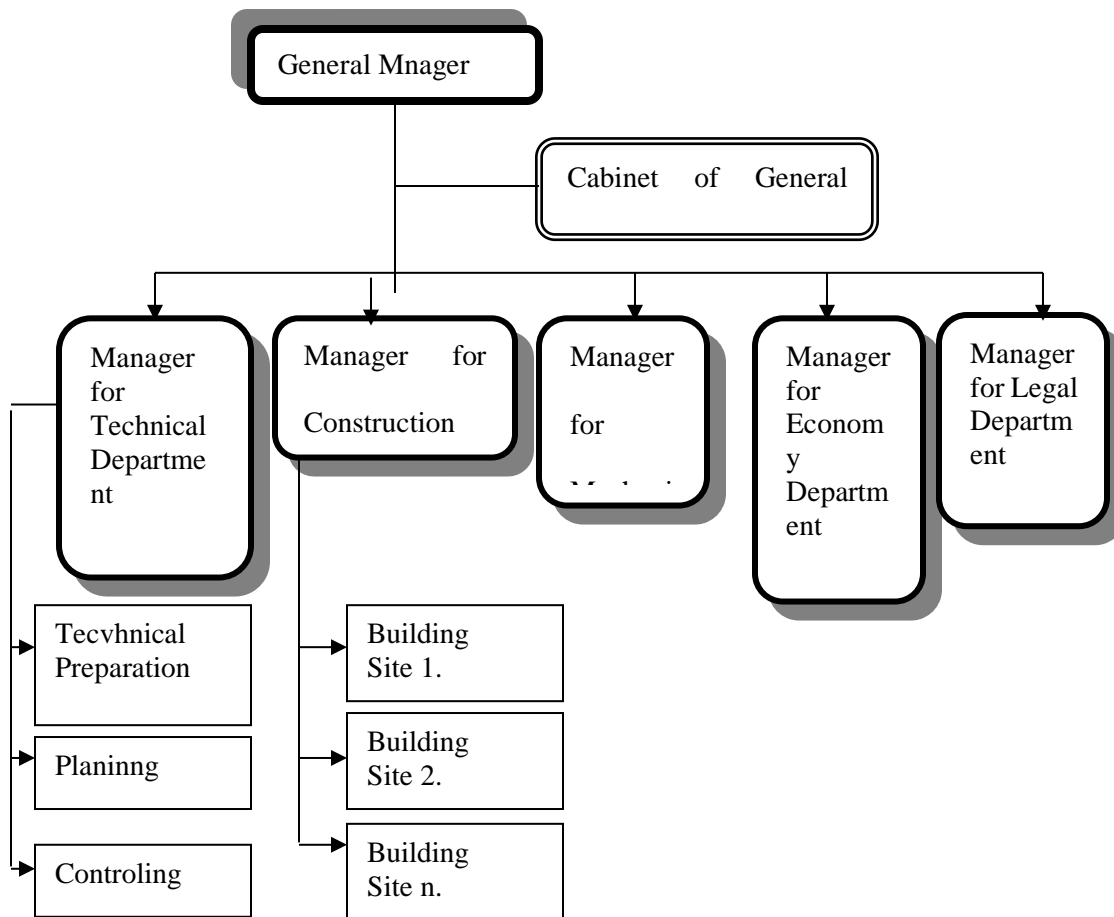 General Mnager
Cabinet of General
Manager
for
Technical
Departme
nt
Manager for
Construction
Manager
for
Manager
for
Econom
y
Departm
ent
Manager
for Legal
Departm
ent
Tecvhnical
Preparation
Planinng
Controling
Building
Site 1.
Building
Site 2.
Building
Site n.